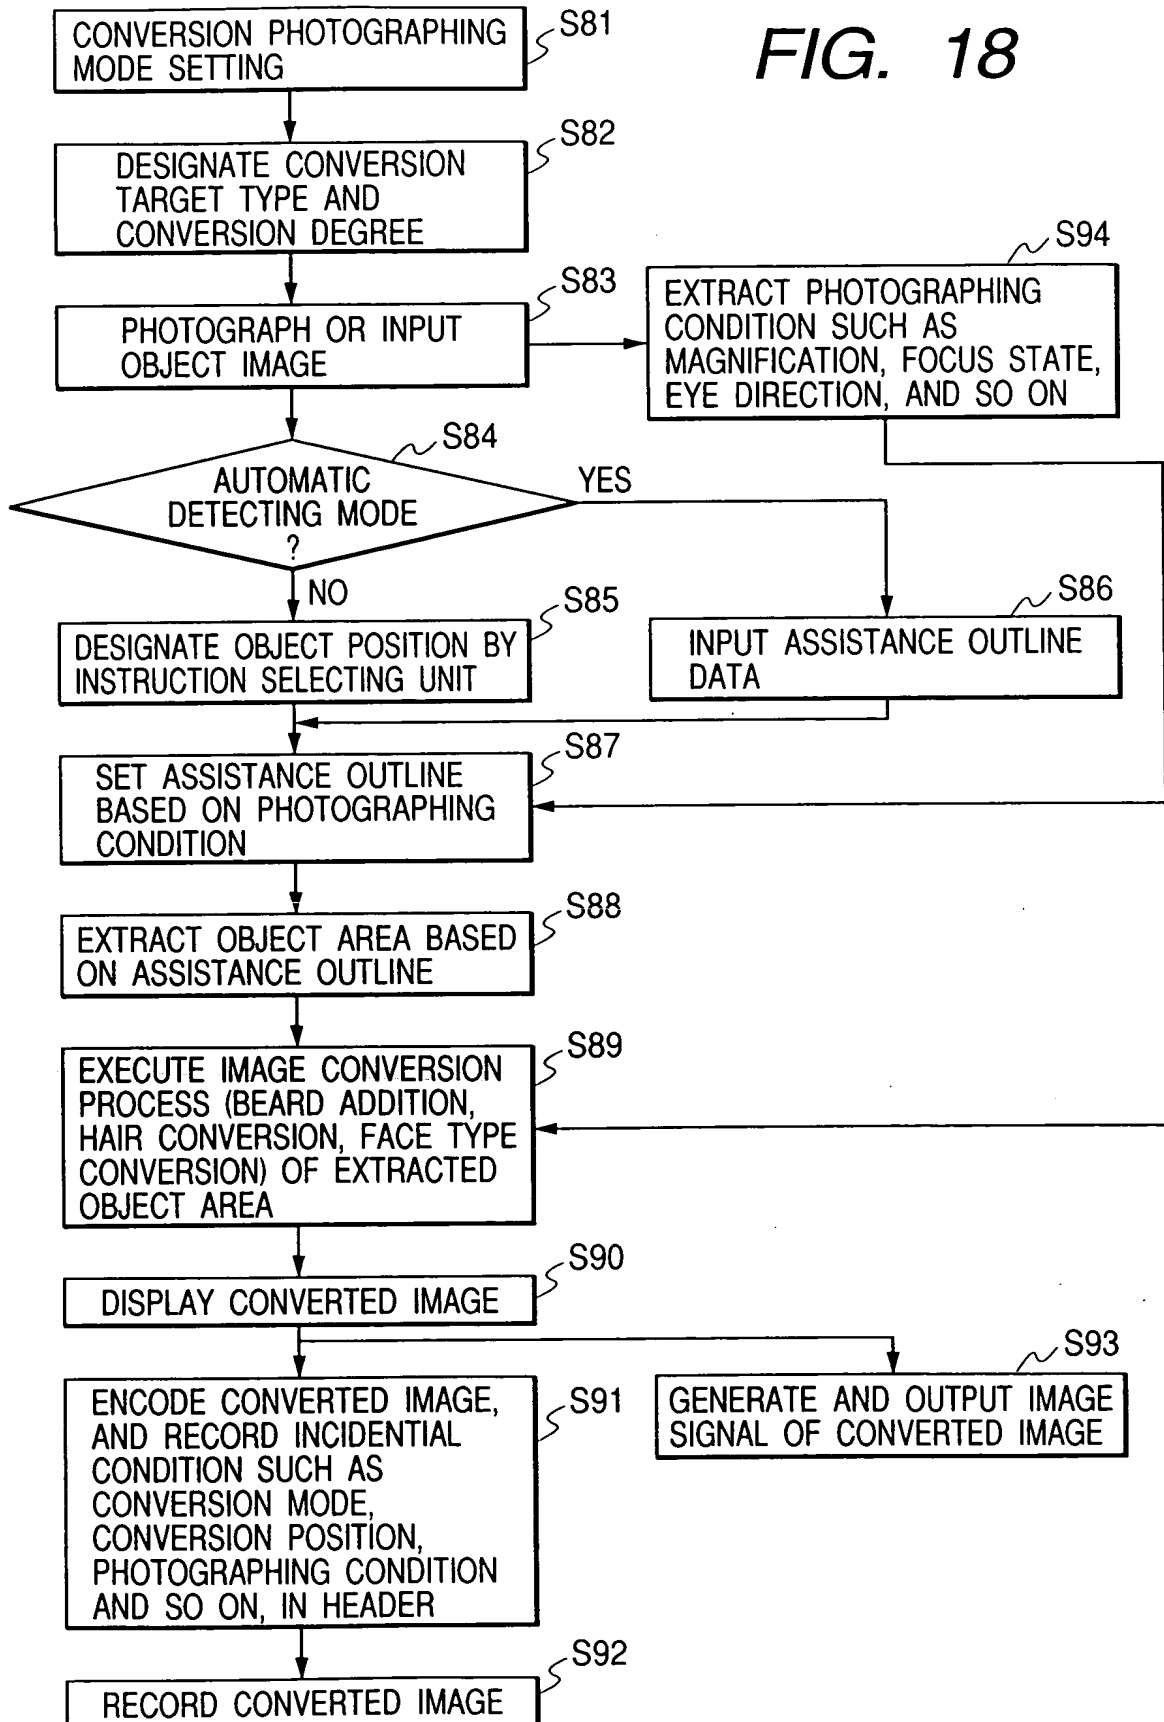 FIG. 18
S81
CONVERSION PHOTOGRAPHING
MODE SETTING
S82
DESIGNATE CONVERSION
TARGET TYPE AND
CONVERSION DEGREE
S83
PHOTOGRAPH OR INPUT
OBJECT IMAGE
S94
EXTRACT PHOTOGRAPHING
CONDITION SUCH AS
MAGNIFICATION, FOCUS STATE,
EYE DIRECTION, AND SO ON
S84
AUTOMATIC
DETECTING MODE
?
YES
NO
S85
DESIGNATE OBJECT POSITION BY
INSTRUCTION SELECTING UNIT
S86
INPUT ASSISTANCE OUTLINE
DATA
S87
SET ASSISTANCE OUTLINE
BASED ON PHOTOGRAPHING
CONDITION
S88
EXTRACT OBJECT AREA BASED
ON ASSISTANCE OUTLINE
S89
EXECUTE IMAGE CONVERSION
PROCESS (BEARD ADDITION,
HAIR CONVERSION, FACE TYPE
CONVERSION) OF EXTRACTED
OBJECT AREA
S90
DISPLAY CONVERTED IMAGE
S91
ENCODE CONVERTED IMAGE,
AND RECORD INCIDENTIAL
CONDITION SUCH AS
CONVERSION MODE,
CONVERSION POSITION,
PHOTOGRAPHING CONDITION
AND SO ON, IN HEADER
S93
GENERATE AND OUTPUT IMAGE
SIGNAL OF CONVERTED IMAGE
S92
RECORD CONVERTED IMAGE